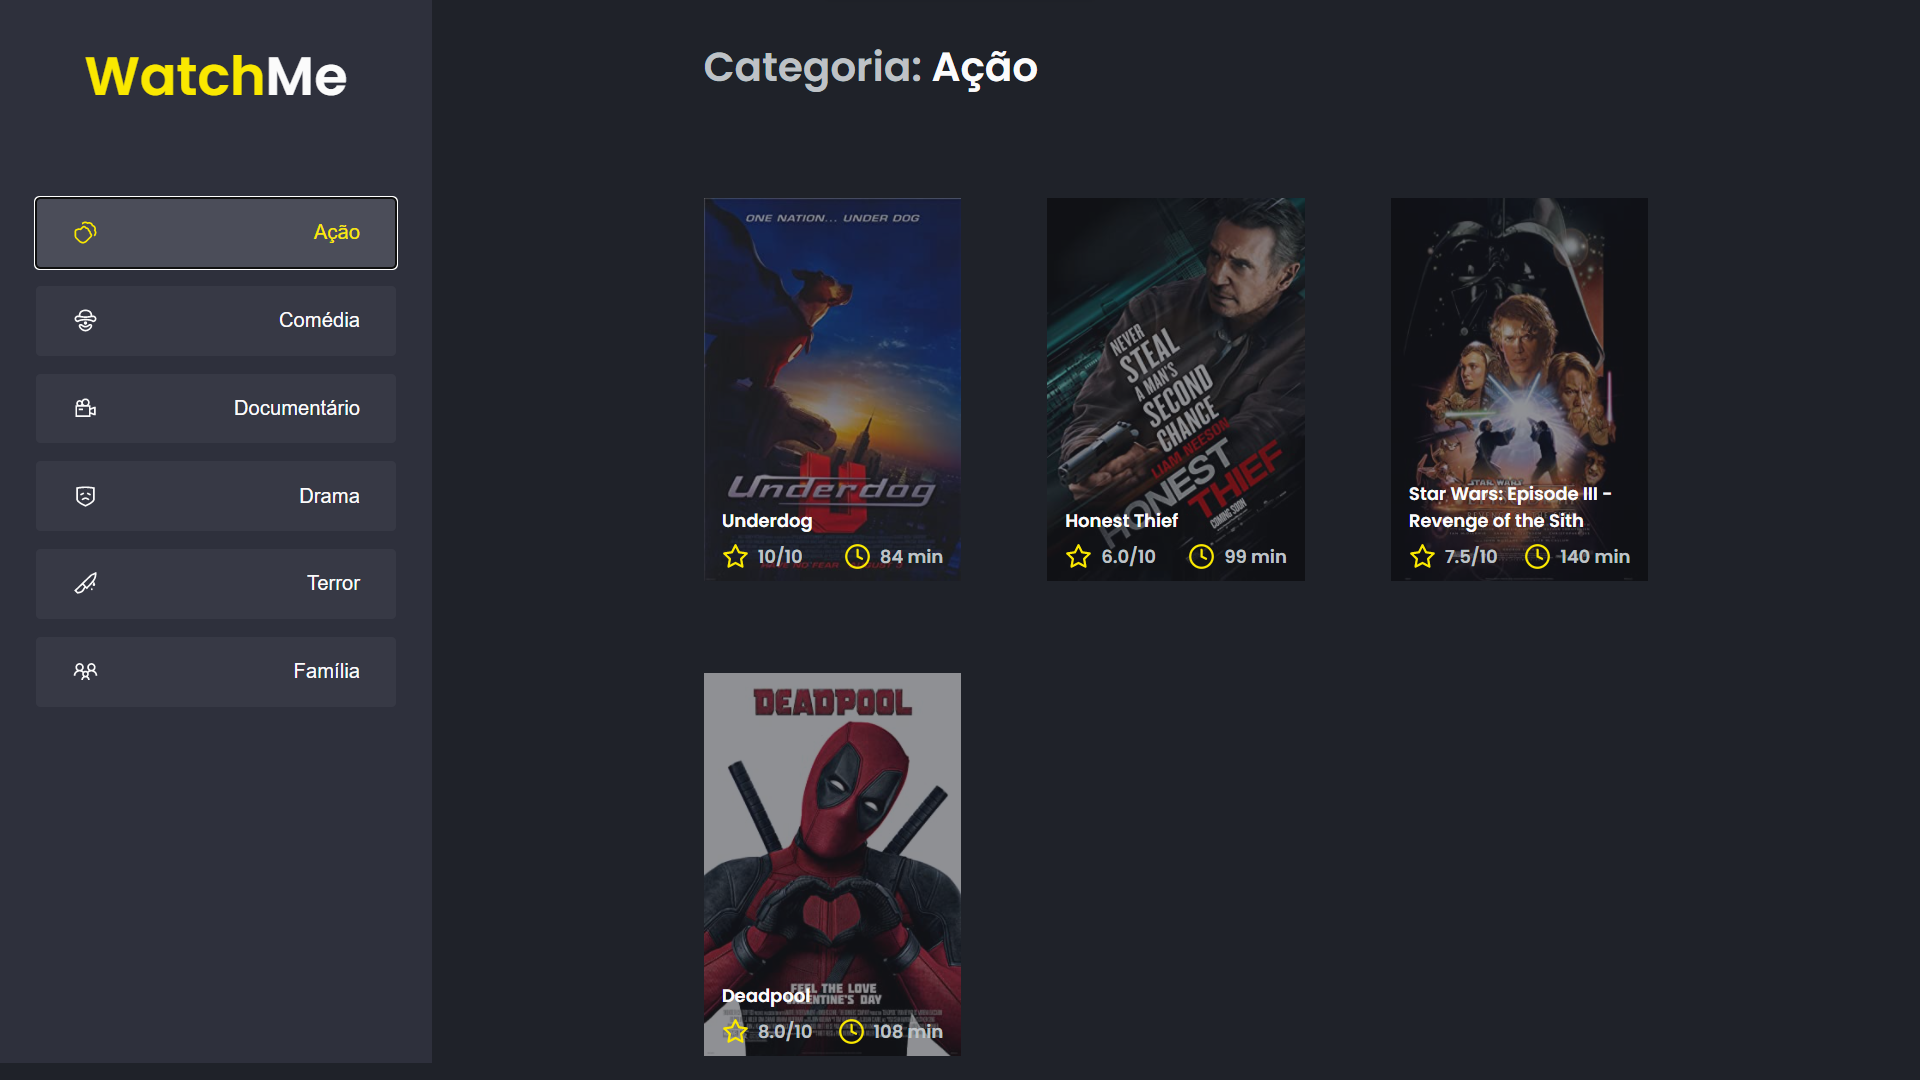 WatchMe
Ação
Comédia
Documentário
Drama
Terror
Família
Categoria: Ação
ONE NATION... UNDER DOG
Underdog
Underdog
10/10
84 min
NEVER
STEAL
A MAN'S
SECOND
CHANCE
LIAM NEESON
HONEST
THIEF
COMING SOON
Honest Thief
6.0/10
99 min
STAR WARS
Star Wars: Episode III -
Revenge of the Sith
7.5/10
140 min
DEADPOOL
FEEL THE LOVE
VALENTINE'S DAY
Deadpool
8.0/10
108 min